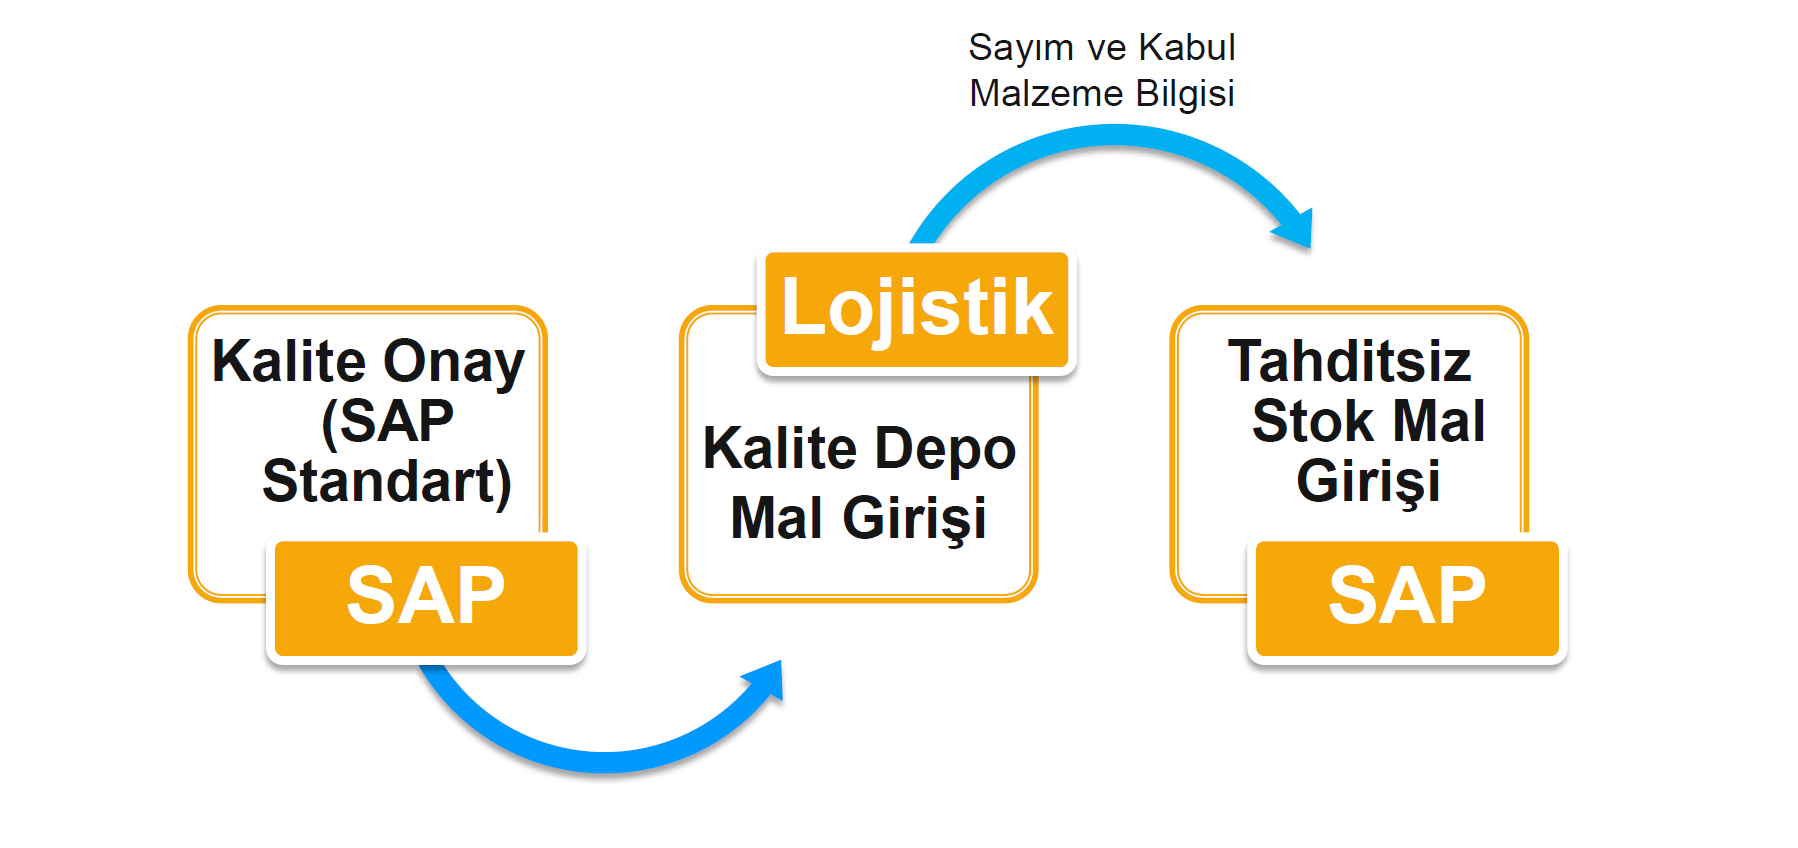 Sayım ve Kabul
Malzeme Bilgisi
Kalite Onay
(SAP
Standart)
SAP
Lojistik
Kalite Depo
Mal Girişi
Tahditsiz
Stok Mal
Girişi
SAP